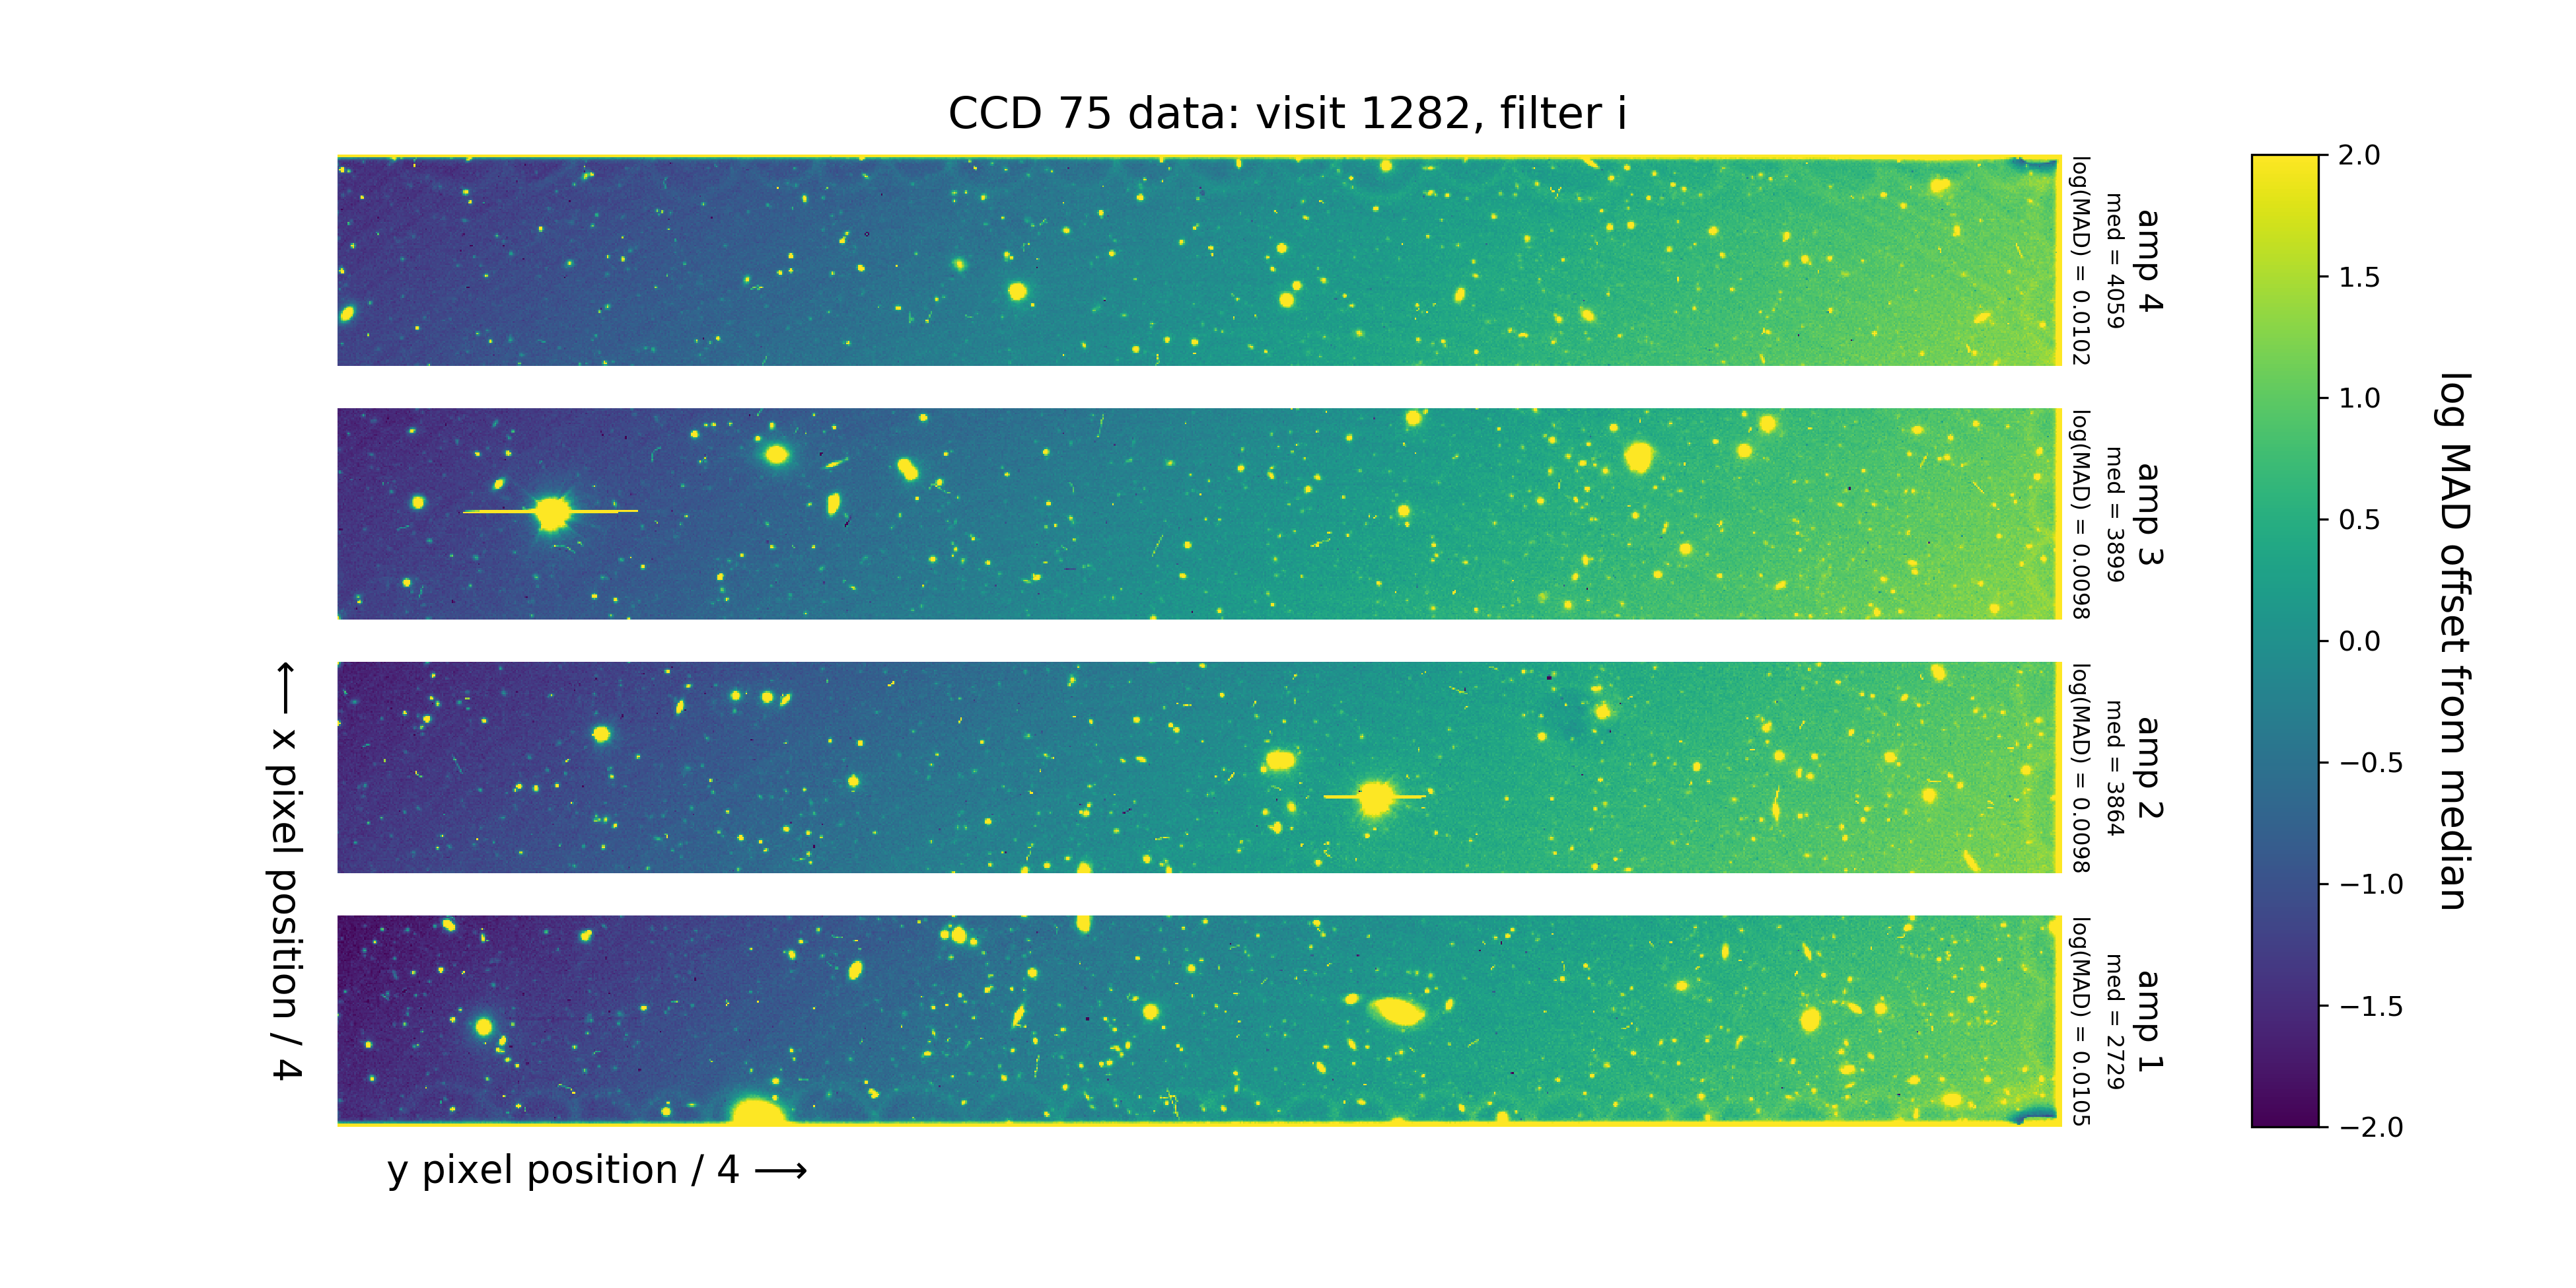 CCD 75 data: visit 1282, filter i
amp 4
med = 4059
log(MAD) = 0.0102
amp 3
med = 3899
log(MAD) = 0.0098
amp 2
med = 3864
log(MAD) = 0.0098
amp 1
med = 2729
log(MAD) = 0.0105
⟵ x pixel position / 4
y pixel position / 4 ⟶
2.0
1.5
1.0
0.5
0.0
−0.5
−1.0
−1.5
−2.0
log MAD offset from median